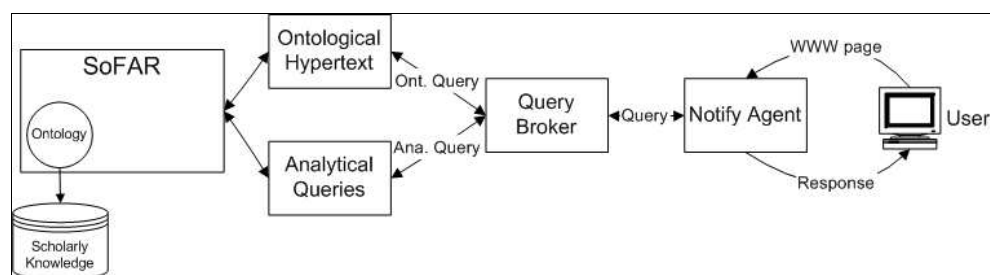 SoFAR
Ontology
Scholarly
Knowledge
Ontological
Hypertext
Analytical
Queries
Ont. Query
Ana. Query
Query
Broker
Query
Notify Agent
WWW page
Response
User